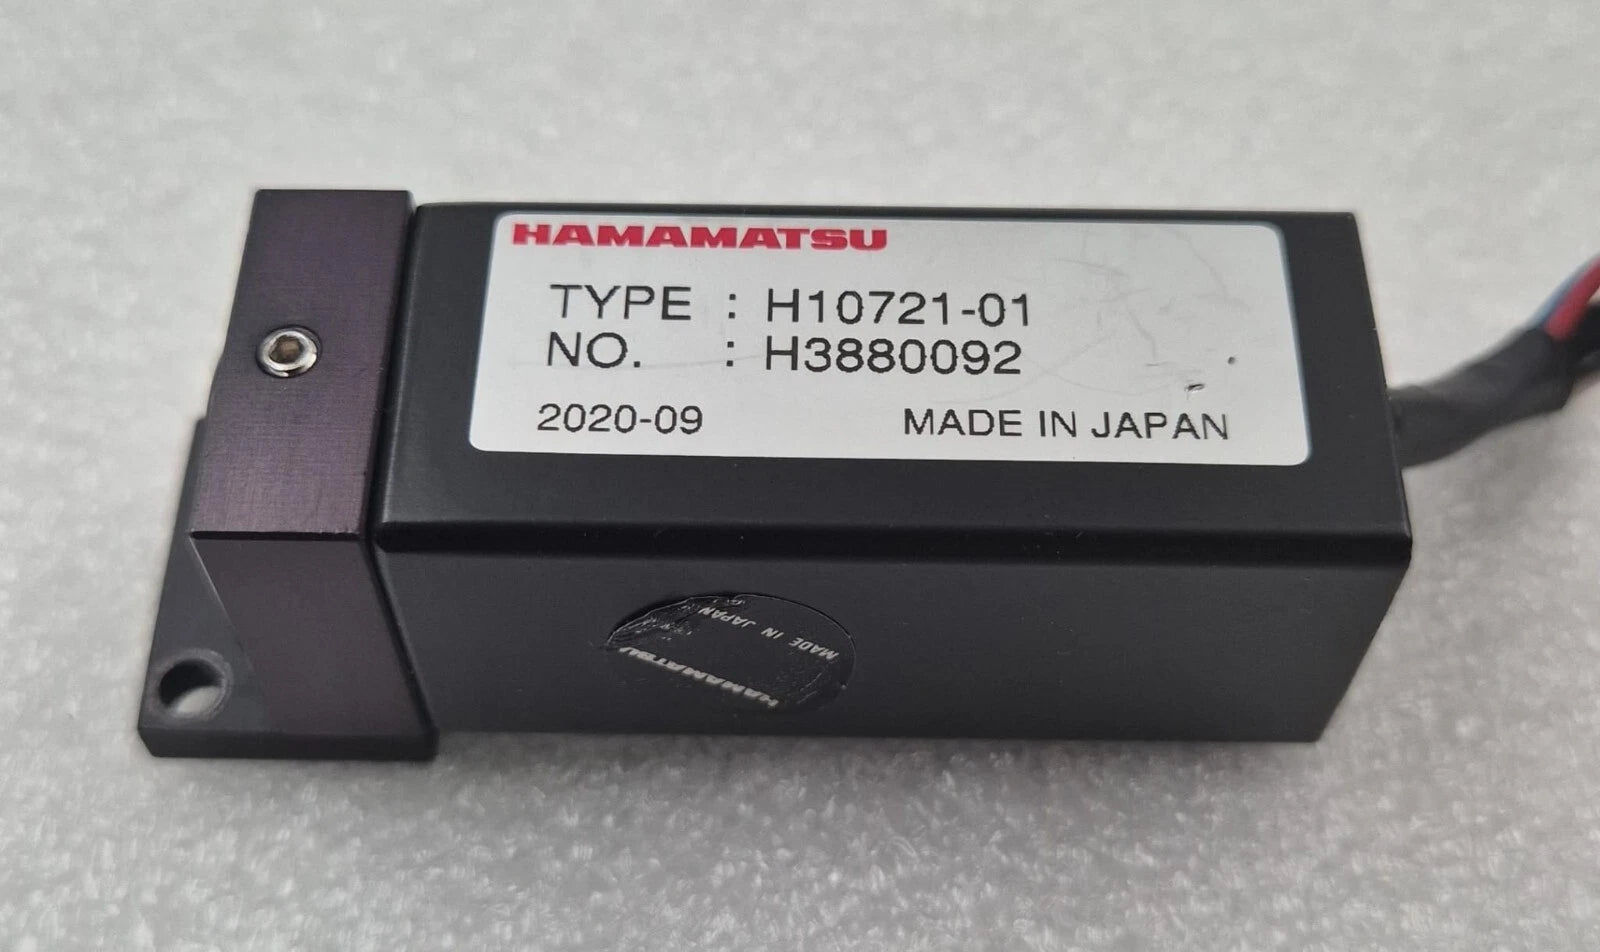 HAMAMATSU
TYPE : H10721-01
NO. : H3880092
2020-09 MADE IN JAPAN
HAMAMATSU
MADE IN JAPAN